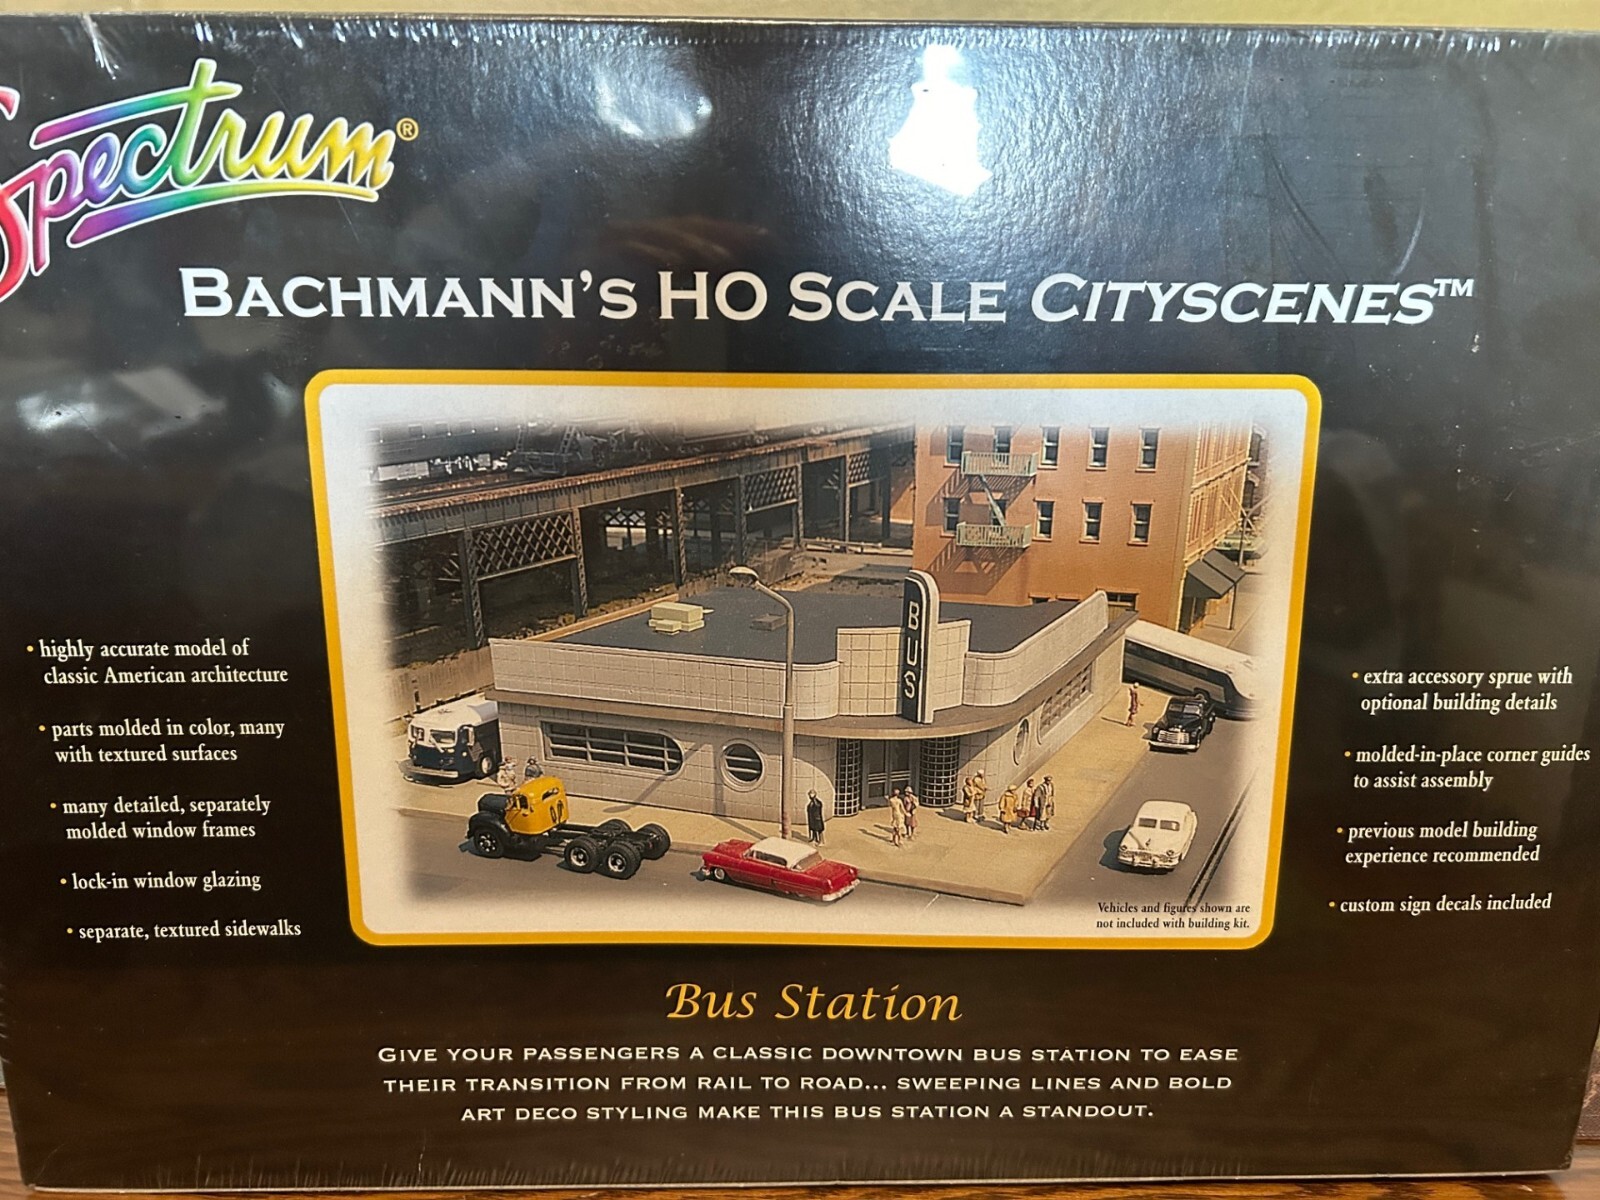 Spectrum®
BACHMANN'S HO SCALE CITYSCENES™
• highly accurate model of
classic American architecture
• parts molded in color, many
with textured surfaces
• many detailed, separately
molded window frames
• lock-in window glazing
• separate, textured sidewalks
BUS
Vehicles and figures shown are
not included with building kit.
• extra accessory sprue with
optional building details
• molded-in-place corner guides
to assist assembly
• previous model building
experience recommended
• custom sign decals included
Bus Station
GIVE YOUR PASSENGERS A CLASSIC DOWNTOWN BUS STATION TO EASE
THEIR TRANSITION FROM RAIL TO ROAD... SWEEPING LINES AND BOLD
ART DECO STYLING MAKE THIS BUS STATION A STANDOUT.